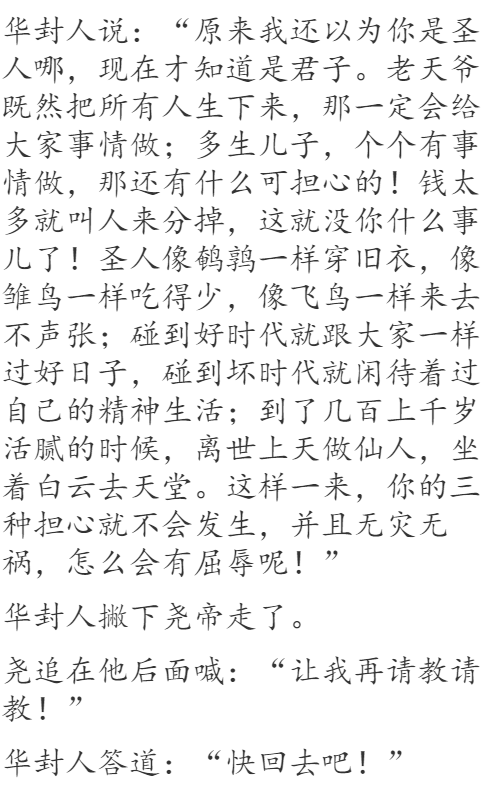 华封人说：“原来我还以为你是圣
人哪，现在才知道是君子。老天爷
既然把所有人生下来，那一定会给
大家事情做；多生儿子，个个有事
情做，那还有什么可担心的！钱太
多就叫人来分掉，这就没你什么事
儿了！圣人像鹌鹑一样穿旧衣，像
雏鸟一样吃得少，像飞鸟一样来去
不声张；碰到好时代就跟大家一样
过好日子，碰到坏时代就闲待着过
自己的精神生活；到了几百上千岁
活腻的时候，离世上天做仙人，坐
着白云去天堂。这样一来，你的三
种担心就不会发生，并且无灾无
祸，怎么会有屈辱呢！”
华封人撇下尧帝走了。
尧追在他后面喊：“让我再请教请
教！”
华封人答道：“快回去吧！”